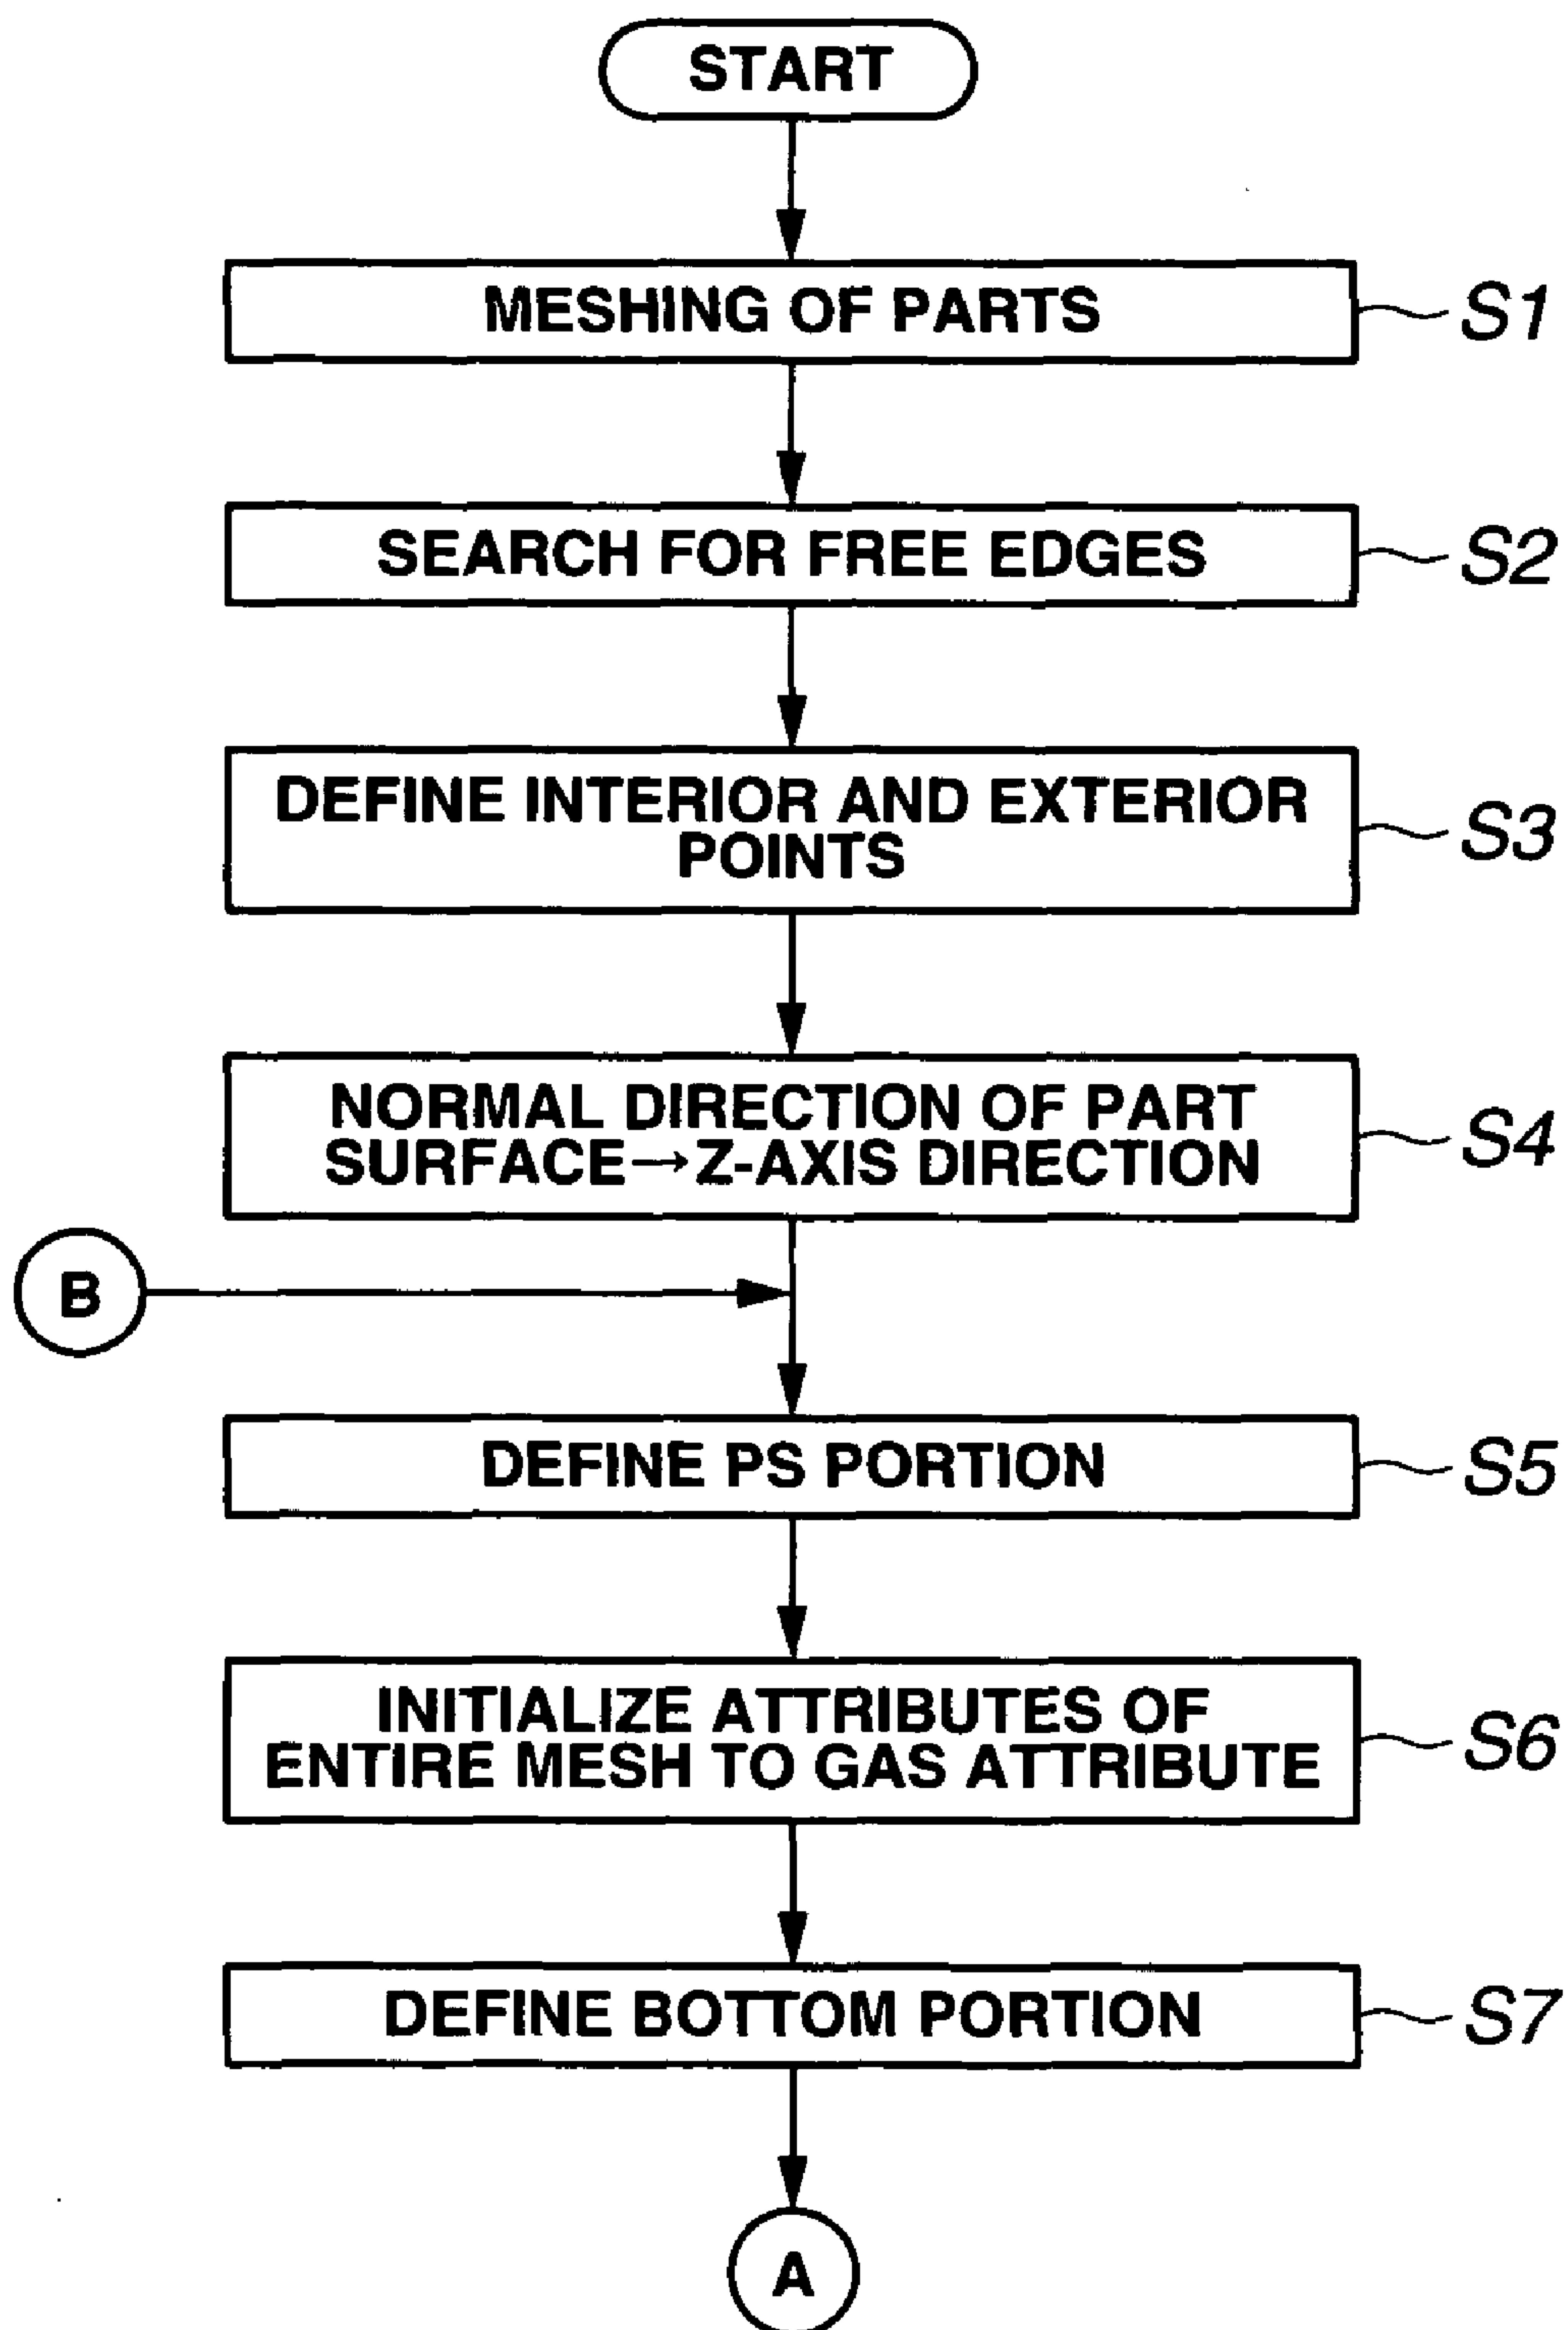 START
MESHING OF PARTS
S1
SEARCH FOR FREE EDGES
S2
DEFINE INTERIOR AND EXTERIOR
POINTS
S3
NORMAL DIRECTION OF PART
SURFACE→Z-AXIS DIRECTION
S4
B
DEFINE PS PORTION
S5
INITIALIZE ATTRIBUTES OF
ENTIRE MESH TO GAS ATTRIBUTE
S6
DEFINE BOTTOM PORTION
S7
A